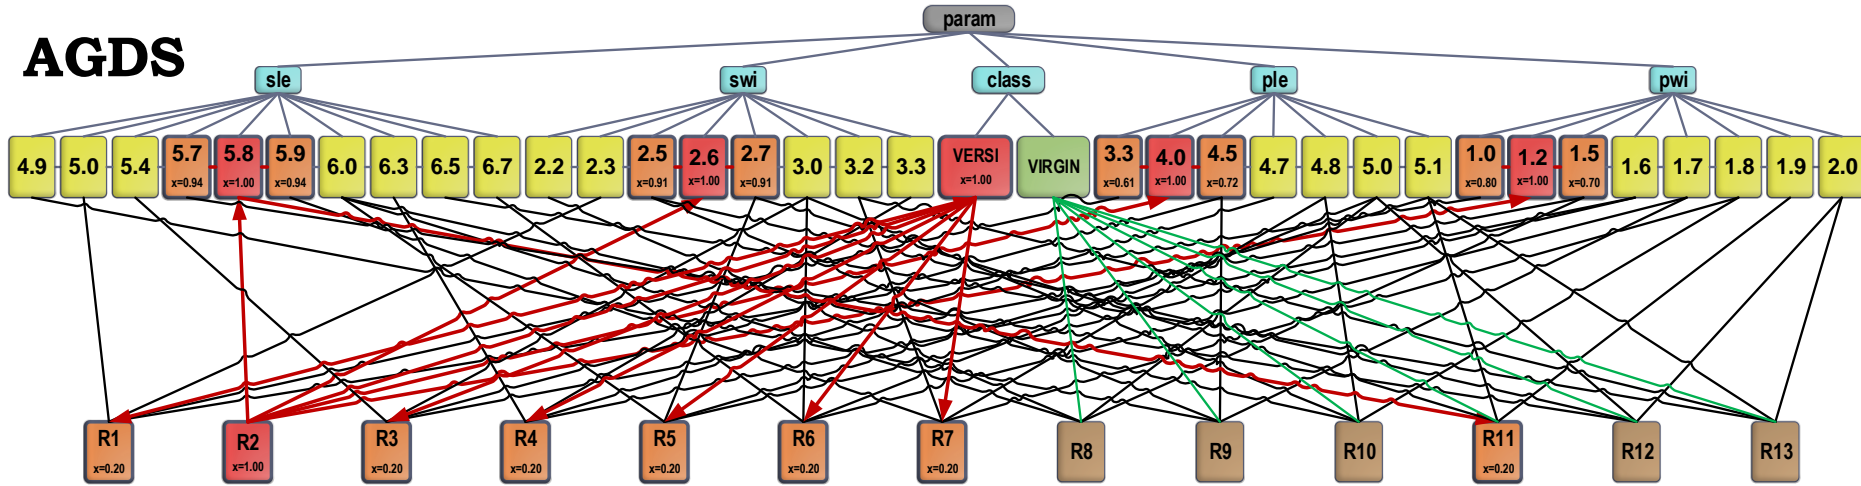 param
AGDS
sle swi class ple pwi
4.9 5.0 5.4 5.7 5.8 5.9 6.0 6.3 6.5 6.7 2.2 2.3 2.5 2.6 2.7 3.0 3.2 3.3 VERSI VIRGIN 3.3 4.0 4.5 4.7 4.8 5.0 5.1 1.0 1.2 1.5 1.6 1.7 1.8 1.9 2.0
x=0.94 x=1.00 x=0.94 x=0.91 x=1.00 x=0.91 x=1.00 x=0.61 x=1.00 x=0.72 x=0.80 x=1.00 x=0.70
R1 R2 R3 R4 R5 R6 R7 R8 R9 R10 R11 R12 R13
x=0.20 x=1.00 x=0.20 x=0.20 x=0.20 x=0.20 x=0.20 x=0.20